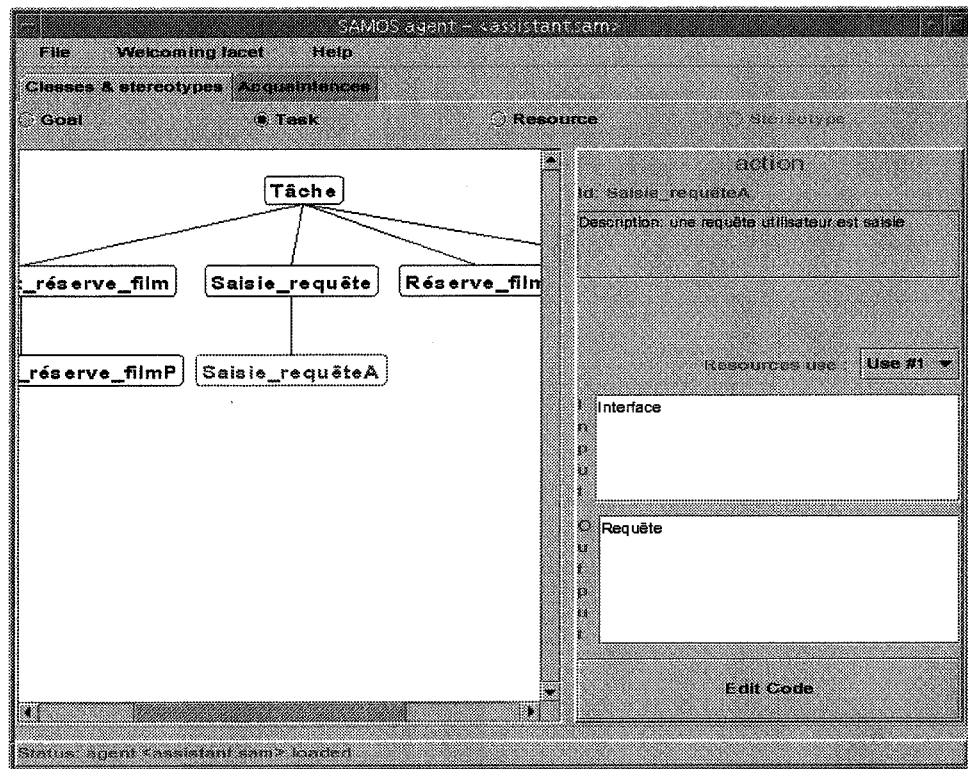 SAMOS agent – <assistant.sam>
File Welcoming facet Help
Classes & stereotypes Acquaintances
Goal Task Resource Stereotype
Tâche
_réserve_film Saisie_requête Réserve_film
_réserve_filmP Saisie_requêteA
action
Id: Saisie_requêteA
Description: une requête utilisateur est saisie
Resources use : Use #1
Input
Interface
Output
Requête
Edit Code
Status: agent <assistant.sam> loaded